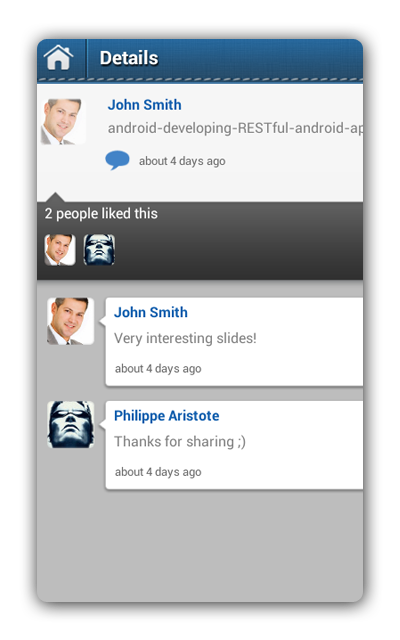 Details
John Smith
android-developing-RESTful-android-ap
about 4 days ago
2 people liked this
John Smith
Very interesting slides!
about 4 days ago
Philippe Aristote
Thanks for sharing ;)
about 4 days ago